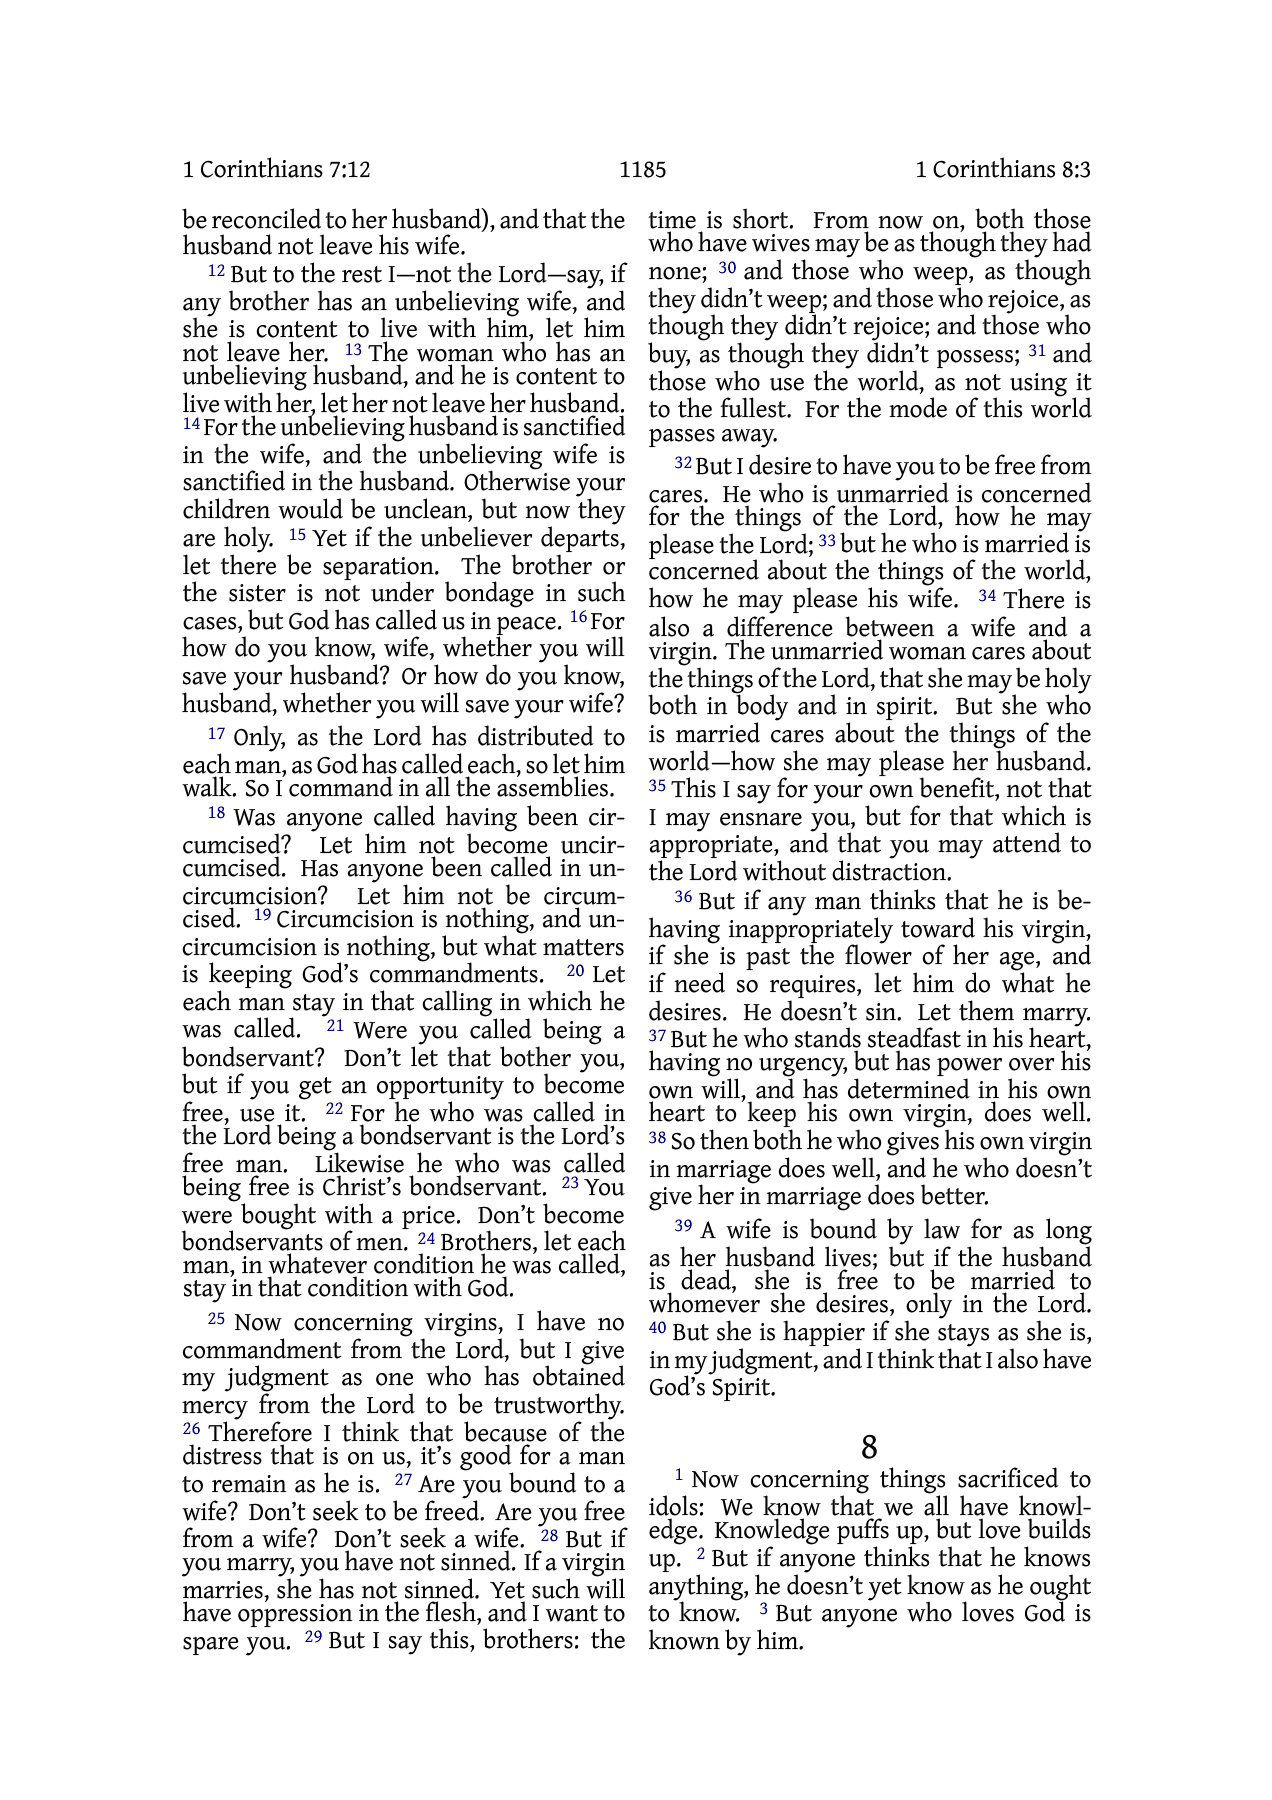 1 Corinthians 7:12 1185 1 Corinthians 8:3
be reconciled to her husband), and that the
husband not leave his wife.
12 But to the rest I—not the Lord—say, if
any brother has an unbelieving wife, and
she is content to live with him, let him
not leave her. 13 The woman who has an
unbelieving husband, and he is content to
live with her, let her not leave her husband.
14 For the unbelieving husband is sanctified
in the wife, and the unbelieving wife is
sanctified in the husband. Otherwise your
children would be unclean, but now they
are holy. 15 Yet if the unbeliever departs,
let there be separation. The brother or
the sister is not under bondage in such
cases, but God has called us in peace. 16 For
how do you know, wife, whether you will
save your husband? Or how do you know,
husband, whether you will save your wife?
17 Only, as the Lord has distributed to
each man, as God has called each, so let him
walk. So I command in all the assemblies.
18 Was anyone called having been cir-
cumcised? Let him not become uncir-
cumcised. Has anyone been called in un-
circumcision? Let him not be circum-
cised. 19 Circumcision is nothing, and un-
circumcision is nothing, but what matters
is keeping God's commandments. 20 Let
each man stay in that calling in which he
was called. 21 Were you called being a
bondservant? Don't let that bother you,
but if you get an opportunity to become
free, use it. 22 For he who was called in
the Lord being a bondservant is the Lord's
free man. Likewise he who was called
being free is Christ's bondservant. 23 You
were bought with a price. Don't become
bondservants of men. 24 Brothers, let each
man, in whatever condition he was called,
stay in that condition with God.
25 Now concerning virgins, I have no
commandment from the Lord, but I give
my judgment as one who has obtained
mercy from the Lord to be trustworthy.
26 Therefore I think that because of the
distress that is on us, it's good for a man
to remain as he is. 27 Are you bound to a
wife? Don't seek to be freed. Are you free
from a wife? Don't seek a wife. 28 But if
you marry, you have not sinned. If a virgin
marries, she has not sinned. Yet such will
have oppression in the flesh, and I want to
spare you. 29 But I say this, brothers: the
time is short. From now on, both those
who have wives may be as though they had
none; 30 and those who weep, as though
they didn't weep; and those who rejoice, as
though they didn't rejoice; and those who
buy, as though they didn't possess; 31 and
those who use the world, as not using it
to the fullest. For the mode of this world
passes away.
32 But I desire to have you to be free from
cares. He who is unmarried is concerned
for the things of the Lord, how he may
please the Lord; 33 but he who is married is
concerned about the things of the world,
how he may please his wife. 34 There is
also a difference between a wife and a
virgin. The unmarried woman cares about
the things of the Lord, that she may be holy
both in body and in spirit. But she who
is married cares about the things of the
world—how she may please her husband.
35 This I say for your own benefit, not that
I may ensnare you, but for that which is
appropriate, and that you may attend to
the Lord without distraction.
36 But if any man thinks that he is be-
having inappropriately toward his virgin,
if she is past the flower of her age, and
if need so requires, let him do what he
desires. He doesn't sin. Let them marry.
37 But he who stands steadfast in his heart,
having no urgency, but has power over his
own will, and has determined in his own
heart to keep his own virgin, does well.
38 So then both he who gives his own virgin
in marriage does well, and he who doesn't
give her in marriage does better.
39 A wife is bound by law for as long
as her husband lives; but if the husband
is dead, she is free to be married to
whomever she desires, only in the Lord.
40 But she is happier if she stays as she is,
in my judgment, and I think that I also have
God's Spirit.
8
1 Now concerning things sacrificed to
idols: We know that we all have knowl-
edge. Knowledge puffs up, but love builds
up. 2 But if anyone thinks that he knows
anything, he doesn't yet know as he ought
to know. 3 But anyone who loves God is
known by him.